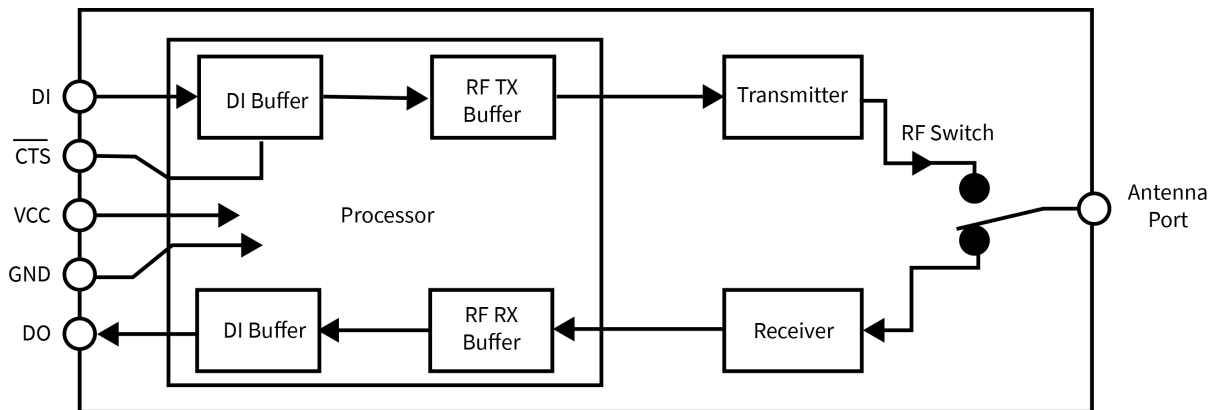 DI
DI Buffer
RF TX
Buffer
Transmitter
RF Switch
CTS
VCC
Processor
Antenna
Port
GND
DO
DI Buffer
RF RX
Buffer
Receiver